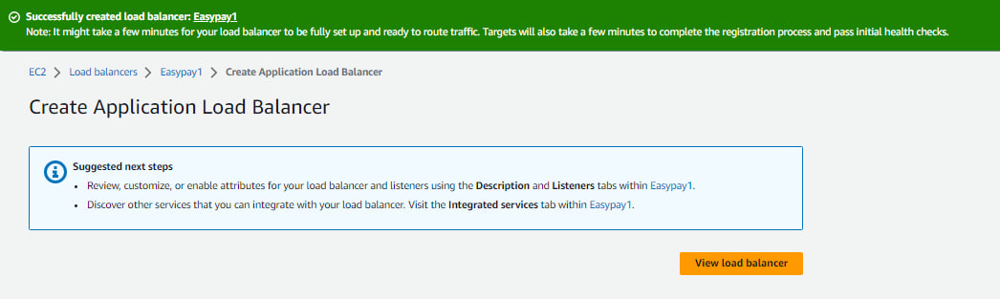 Successfully created load balancer: Easypay1
Note: It might take a few minutes for your load balancer to be fully set up and ready to route traffic. Targets will also take a few minutes to complete the registration process and pass initial health checks.
EC2 > Load balancers > Easypay1 > Create Application Load Balancer
Create Application Load Balancer
Suggested next steps
• Review, customize, or enable attributes for your load balancer and listeners using the Description and Listeners tabs within Easypay1.
• Discover other services that you can integrate with your load balancer. Visit the Integrated services tab within Easypay1.
View load balancer